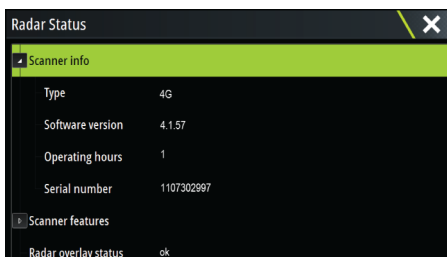 Radar Status
Scanner info
Type 4G
Software version 4.1.57
Operating hours 1
Serial number 1107302997
Scanner features
Radar overlay status ok